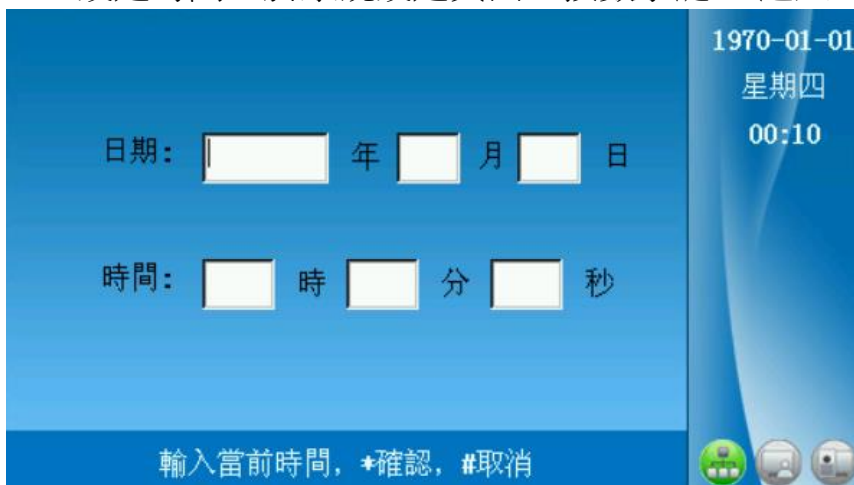 1970-01-01
星期四
00:10
日期: 年 月 日
時間: 時 分 秒
輸入當前時間, *確認, #取消